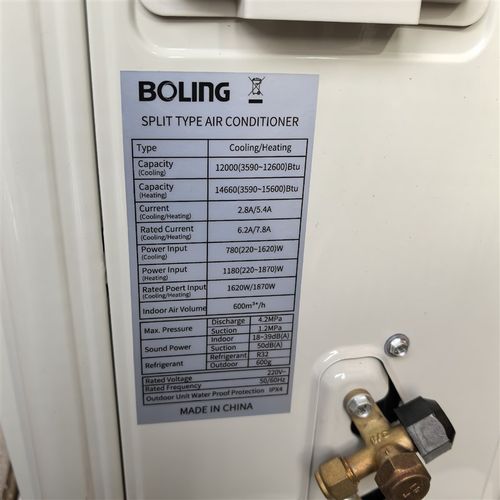 BOLING
SPLIT TYPE AIR CONDITIONER
Type Cooling/Heating
Capacity (Cooling) 12000(3590~12600)Btu
Capacity (Heating) 14660(3590~15600)Btu
Current (Cooling/Heating) 2.8A/5.4A
Rated Current (Cooling/Heating) 6.2A/7.8A
Power Input (Cooling) 780(220~1620)W
Power Input (Heating) 1180(220~1870)W
Rated Poert Input (Cooling/Heating) 1620W/1870W
Indoor Air Volume 600m³*/h
Max. Pressure Discharge 4.2MPa
Suction 1.2MPa
Sound Power Indoor 18~39dB(A)
Suction 50dB(A)
Refrigerant Refrigerant R32
Outdoor 600g
Rated Voltage 220V~
Rated Frequency 50/60Hz
Outdoor Unit Water Proof Protection IPX4
MADE IN CHINA